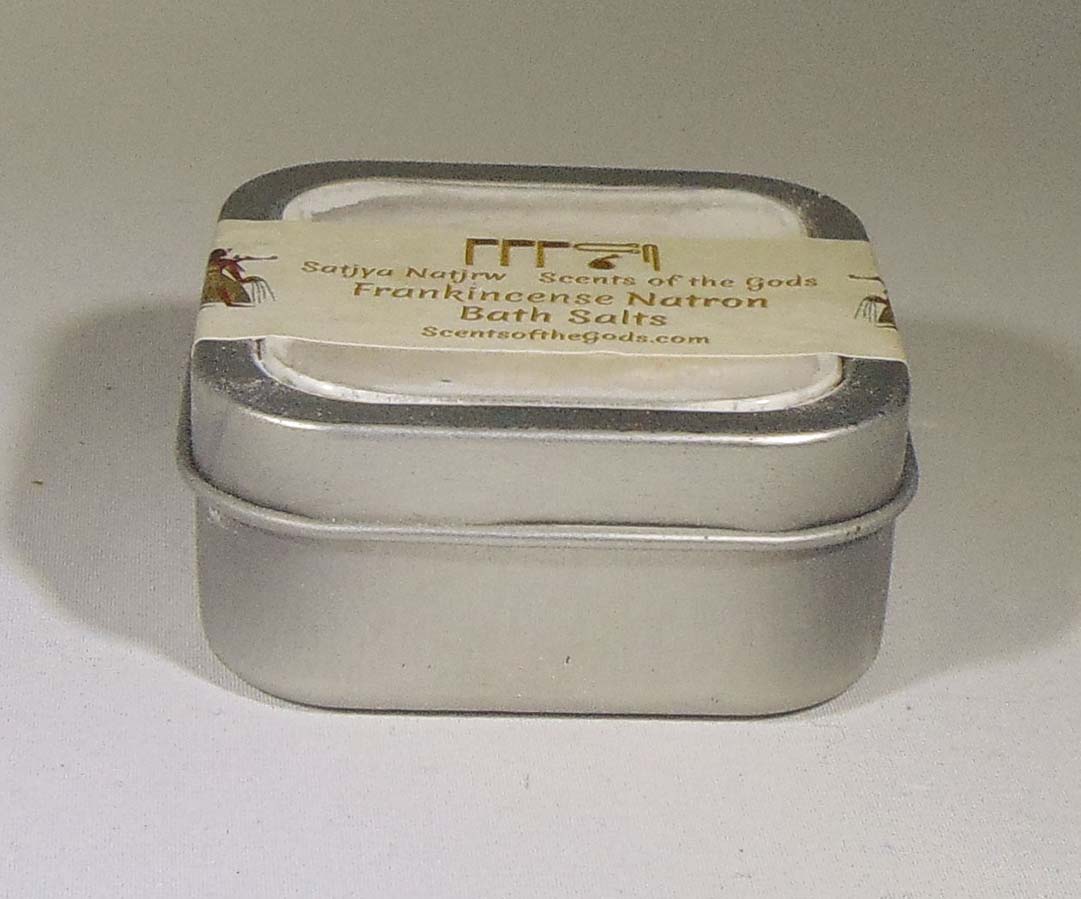 Satjya Natjrw Scents of the Gods
Frankincense Natron
Bath Salts
ScentsoftheGods.com